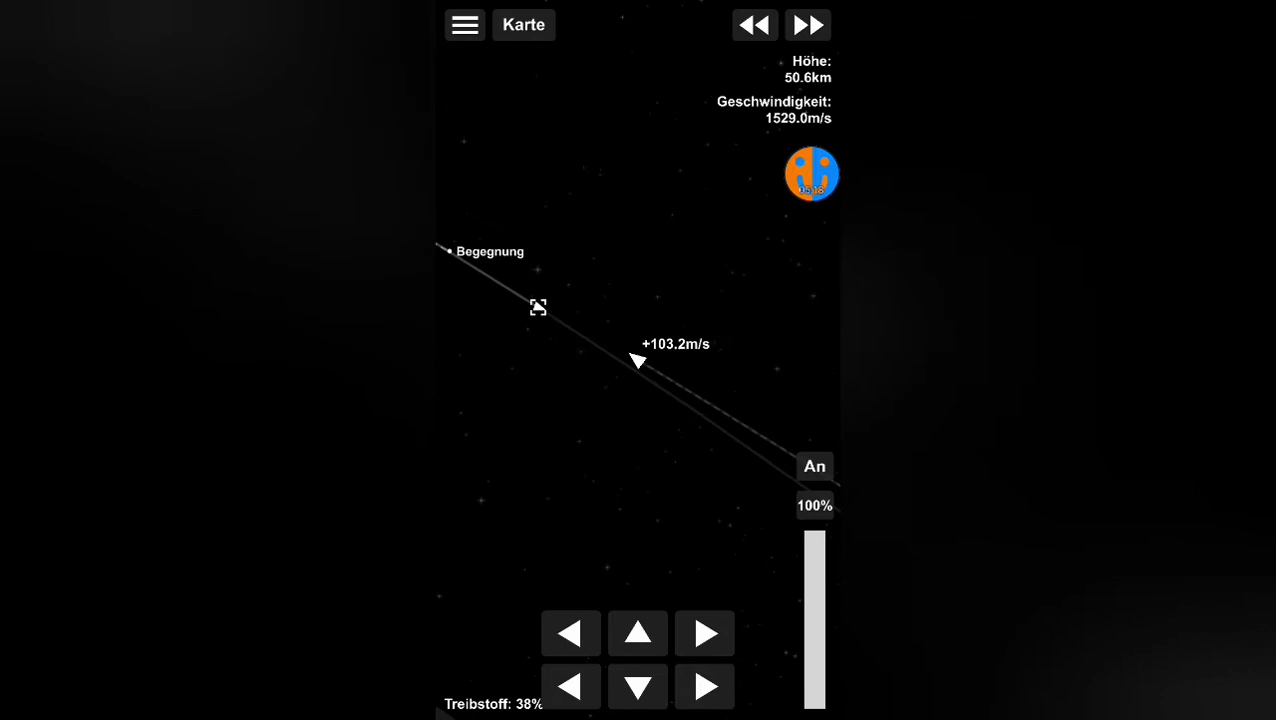 Karte
Höhe:
50.6km
Geschwindigkeit:
1529.0m/s
Begegnung
+103.2m/s
An
100%
Treibstoff: 38%